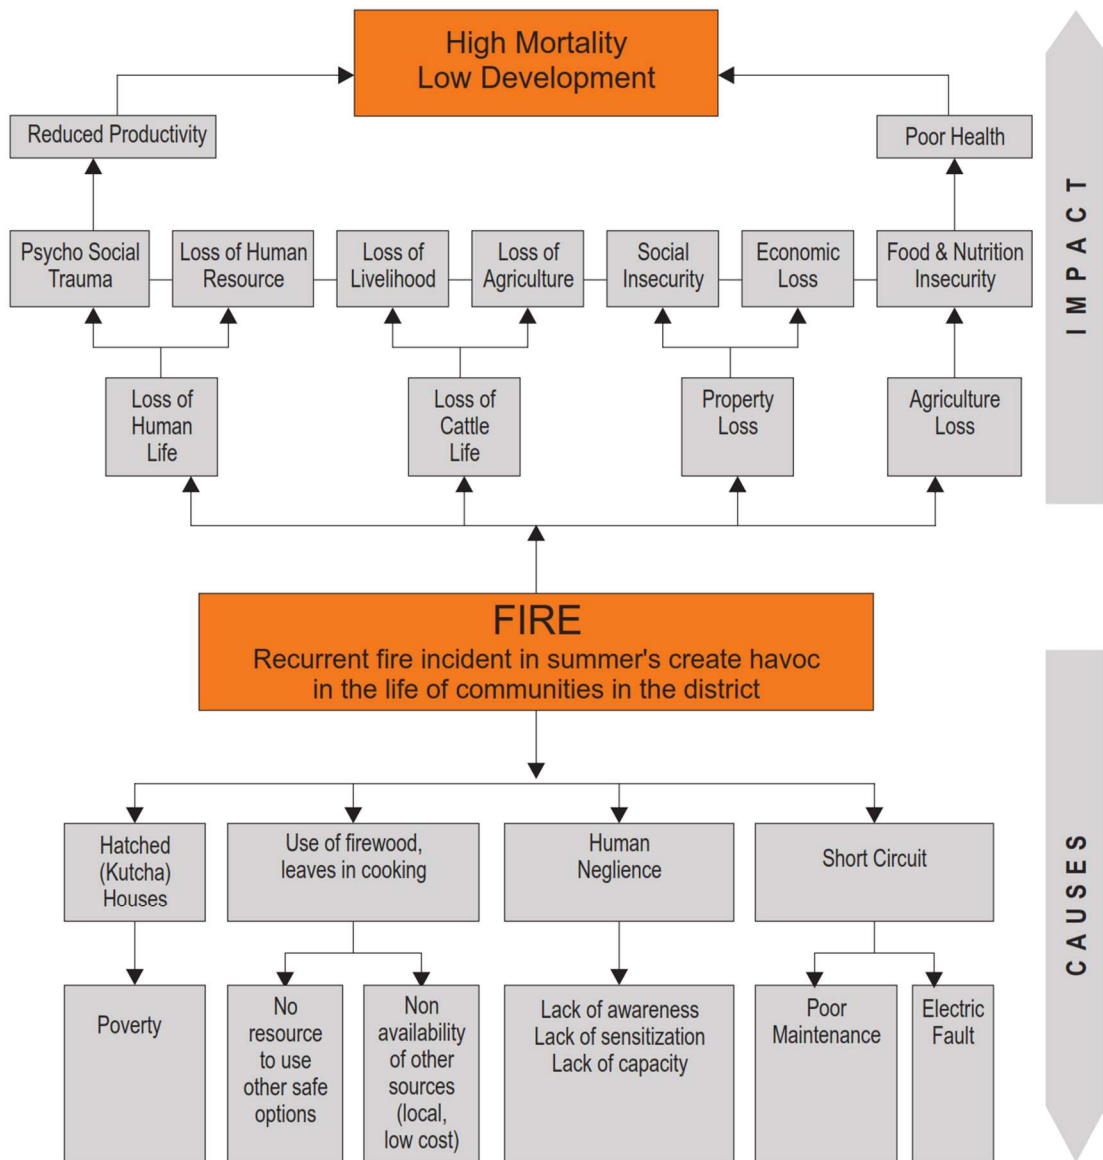 High Mortality
Low Development
Reduced Productivity
Poor Health
Psycho Social
Trauma
Loss of Human
Resource
Loss of
Livelihood
Loss of
Agriculture
Social
Insecurity
Economic
Loss
Food & Nutrition
Insecurity
Loss of
Human
Life
Loss of
Cattle
Life
Property
Loss
Agriculture
Loss
IMPACT
FIRE
Recurrent fire incident in summer's create havoc
in the life of communities in the district
Hatched
(Kutcha)
Houses
Use of firewood,
leaves in cooking
Human
Neglience
Short Circuit
Poverty
No
resource
to use
other safe
options
Non
availability
of other
sources
(local,
low cost)
Lack of awareness
Lack of sensitization
Lack of capacity
Poor
Maintenance
Electric
Fault
CAUSES